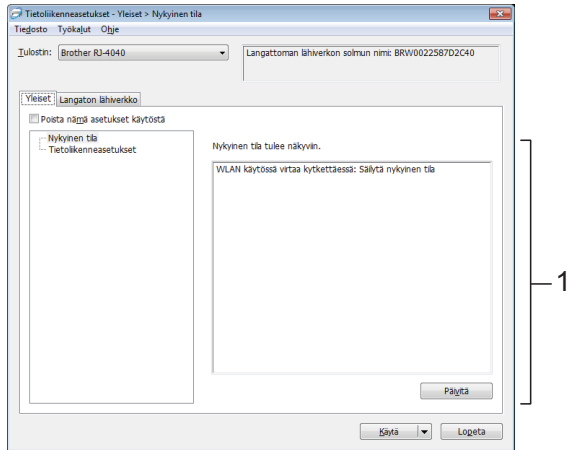 Tietoliikenneasetukset - Yleiset > Nykyinen tila
Tiedosto Työkalut Ohje
Tulostin: Brother RJ-4040
Langattoman lähiverkon solmun nimi: BRW0022587D2C40
Yleiset Langaton lähiverkko
Poista nämä asetukset käytöstä
Nykyinen tila
Tietoliikenneasetukset
Nykyinen tila tulee näkyviin.
WLAN käytössä virtaa kytkettäessä: Säilytä nykyinen tila
1
Päivitä
Käytä Lopeta